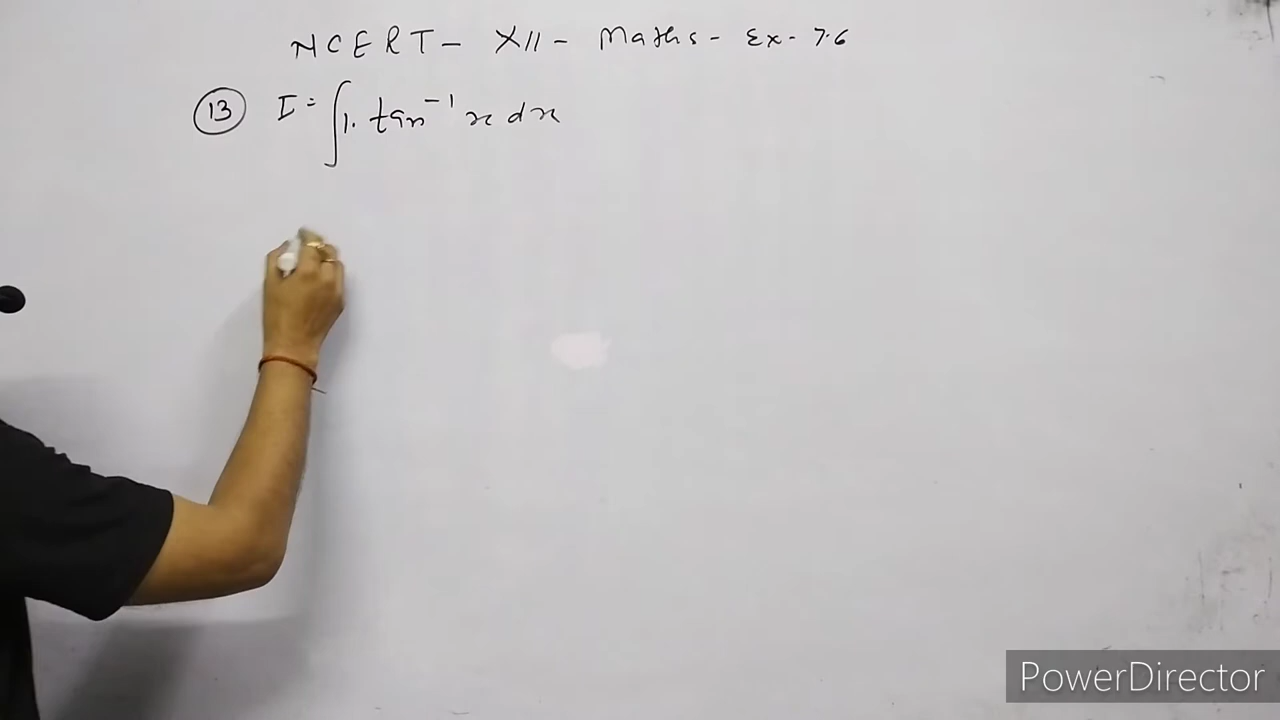 NCERT - XII - Maths - Ex - 7.6
13 I = ∫1. tan⁻¹ x dx
PowerDirector